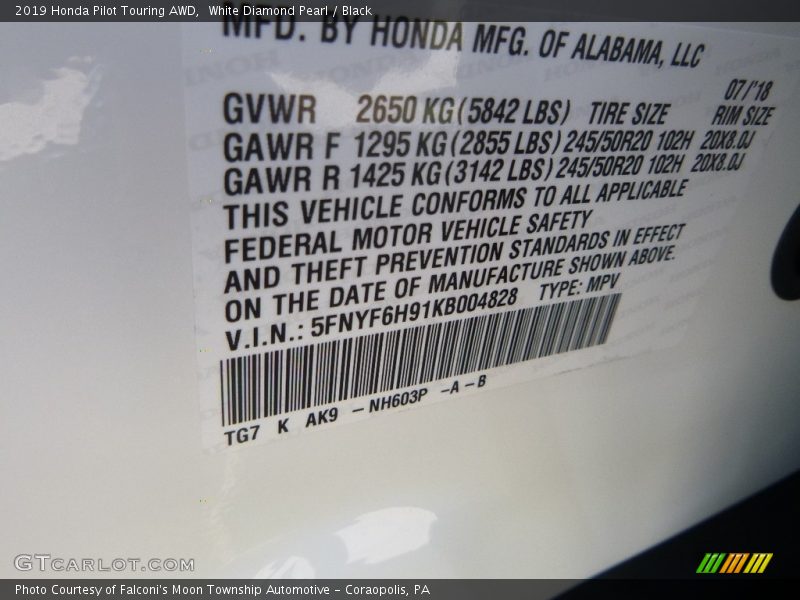 2019 Honda Pilot Touring AWD, White Diamond Pearl / Black
MFD. BY HONDA MFG. OF ALABAMA, LLC
07/'18
GVWR 2650 KG (5842 LBS) TIRE SIZE RIM SIZE
GAWR F 1295 KG (2855 LBS) 245/50R20 102H 20X8.0J
GAWR R 1425 KG (3142 LBS) 245/50R20 102H 20X8.0J
THIS VEHICLE CONFORMS TO ALL APPLICABLE
FEDERAL MOTOR VEHICLE SAFETY
AND THEFT PREVENTION STANDARDS IN EFFECT
ON THE DATE OF MANUFACTURE SHOWN ABOVE.
V.I.N.: 5FNYF6H91KB004828 TYPE: MPV
TG7 K AK9 – NH603P – A – B
GTCARLOT.COM
Photo Courtesy of Falconi's Moon Township Automotive – Coraopolis, PA